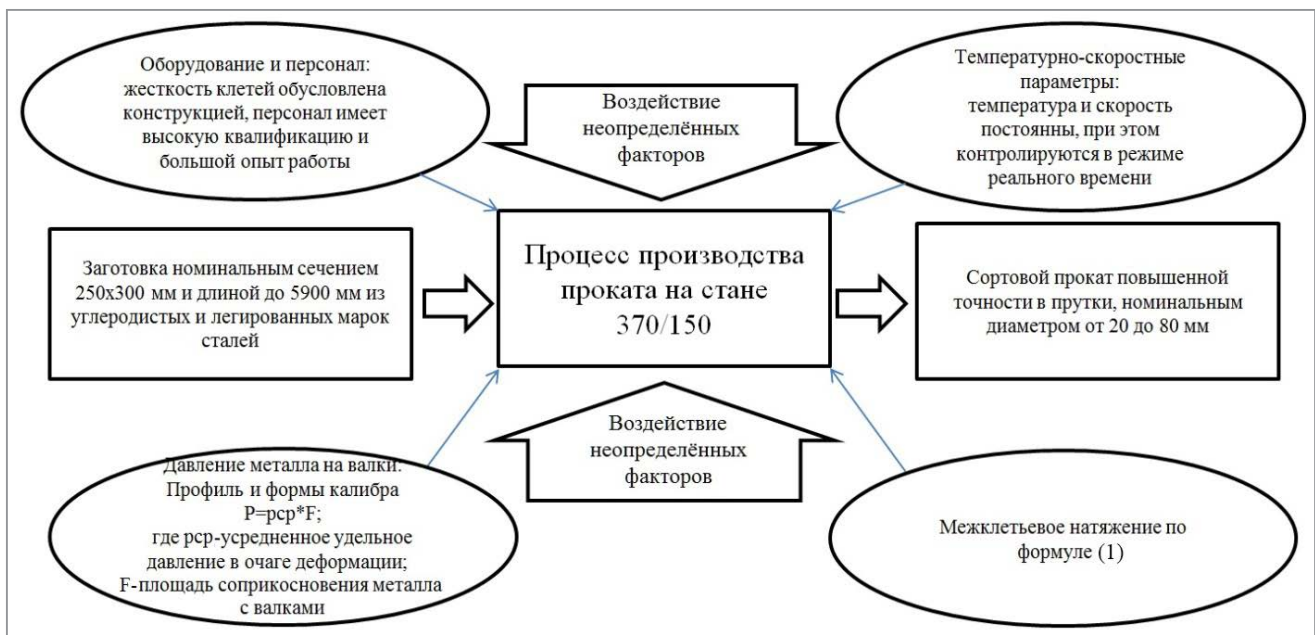 Оборудование и персонал:
жесткость клетей обусловлена
конструкцией, персонал имеет
высокую квалификацию и
большой опыт работы
Воздействие
неопределённых
факторов
Температурно-скоростные
параметры:
температура и скорость
постоянны, при этом
контролируются в режиме
реального времени
Заготовка номинальным сечением
250х300 мм и длиной до 5900 мм из
углеродистых и легированных марок
сталей
Процесс производства
проката на стане
370/150
Сортовой прокат повышенной
точности в прутки, номинальным
диаметром от 20 до 80 мм
Давление металла на валки:
Профиль и формы калибра
P=pcp*F;
где рср-усредненное удельное
давление в очаге деформации;
F-площадь соприкосновения металла
с валками
Воздействие
неопределённых
факторов
Межклетьевое натяжение по
формуле (1)